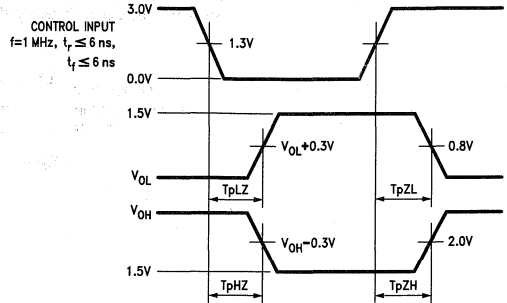 3.0V
CONTROL INPUT
f=1 MHz, tr ≤ 6 ns,
tf ≤ 6 ns
1.3V
0.0V
1.5V
VOL+0.3V
0.8V
VOL
TpLZ
TpZL
VOH
VOH−0.3V
2.0V
1.5V
TpHZ
TpZH